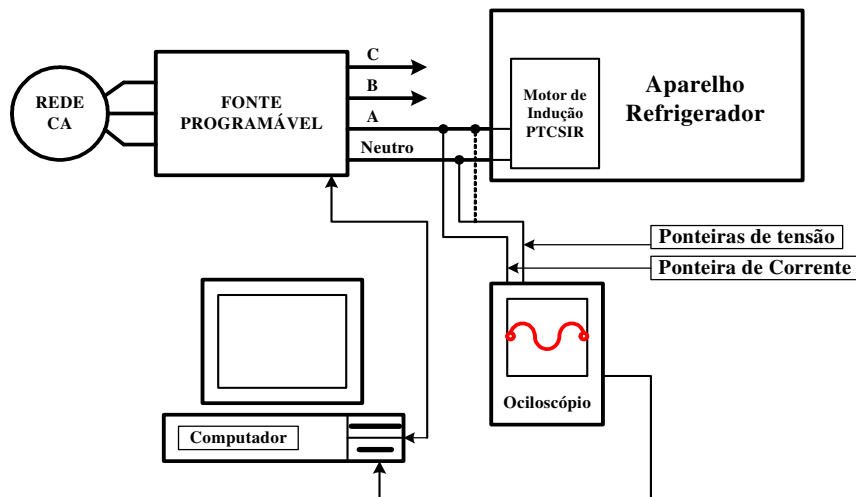 REDE
CA
FONTE
PROGRAMÁVEL
C
B
A
Neutro
Motor de
Indução
PTCSIR
Aparelho
Refrigerador
Ponteiras de tensão
Ponteira de Corrente
Ociloscópio
Computador